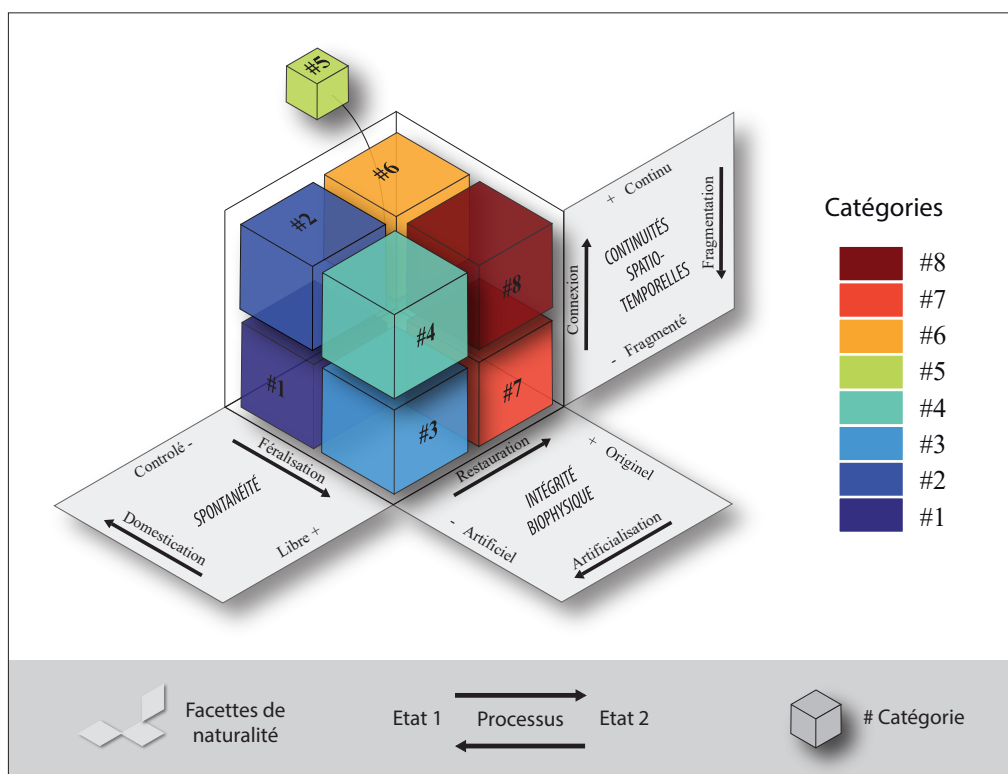 #5
#6
#2
#8
#4
#1
#7
#3
+ Continu
Fragmentation
CONTINUITÉS
SPATIO-
TEMPORELLES
Connexion
- Fragmenté
Contrôlé -
Féralisation
SPONTANÉITÉ
Domestication
Libre +
Restauration
+ Originel
INTÉGRITÉ
BIOPHYSIQUE
- Artificiel
Artificialisation
Catégories
#8
#7
#6
#5
#4
#3
#2
#1
Facettes de
naturalité
Etat 1 Processus Etat 2
# Catégorie